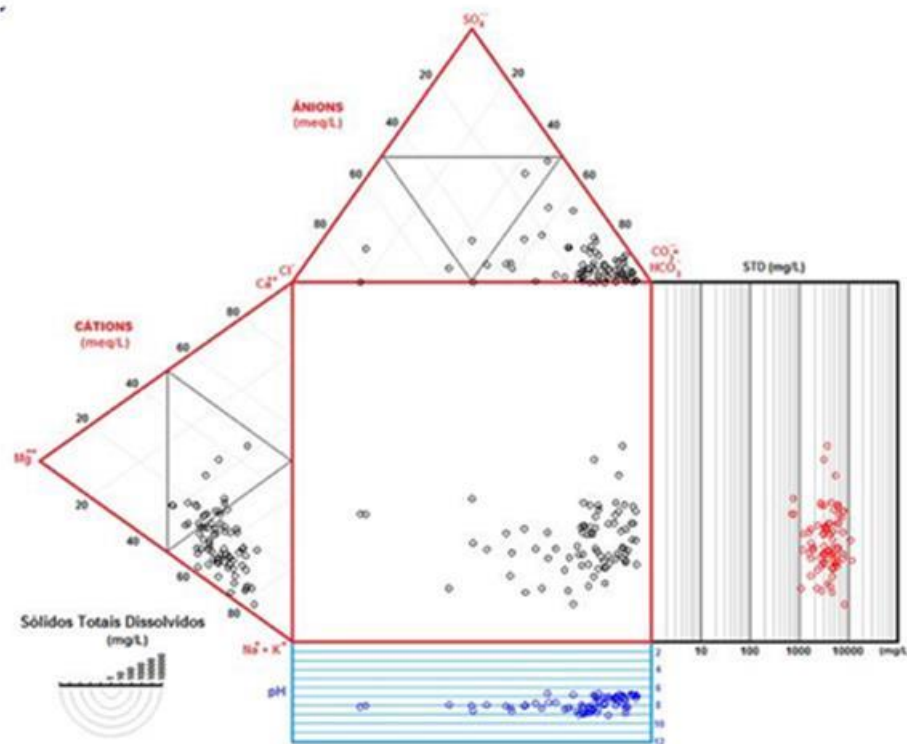 SO₄⁻⁻
20
20
ÂNIONS
(meq/L)
40
40
60
60
80
80
Cl⁻
CO₃⁻⁻+
HCO₃⁻
STD (mg/L)
Ca⁺⁺
80
CÁTIONS
(meq/L)
60
40
20
Mg⁺⁺
20
40
60
80
Sólidos Totais Dissolvidos
(mg/L)
Na⁺ + K⁺
10
100
1000
10000
(mg/L
pH
2
4
6
8
10
12